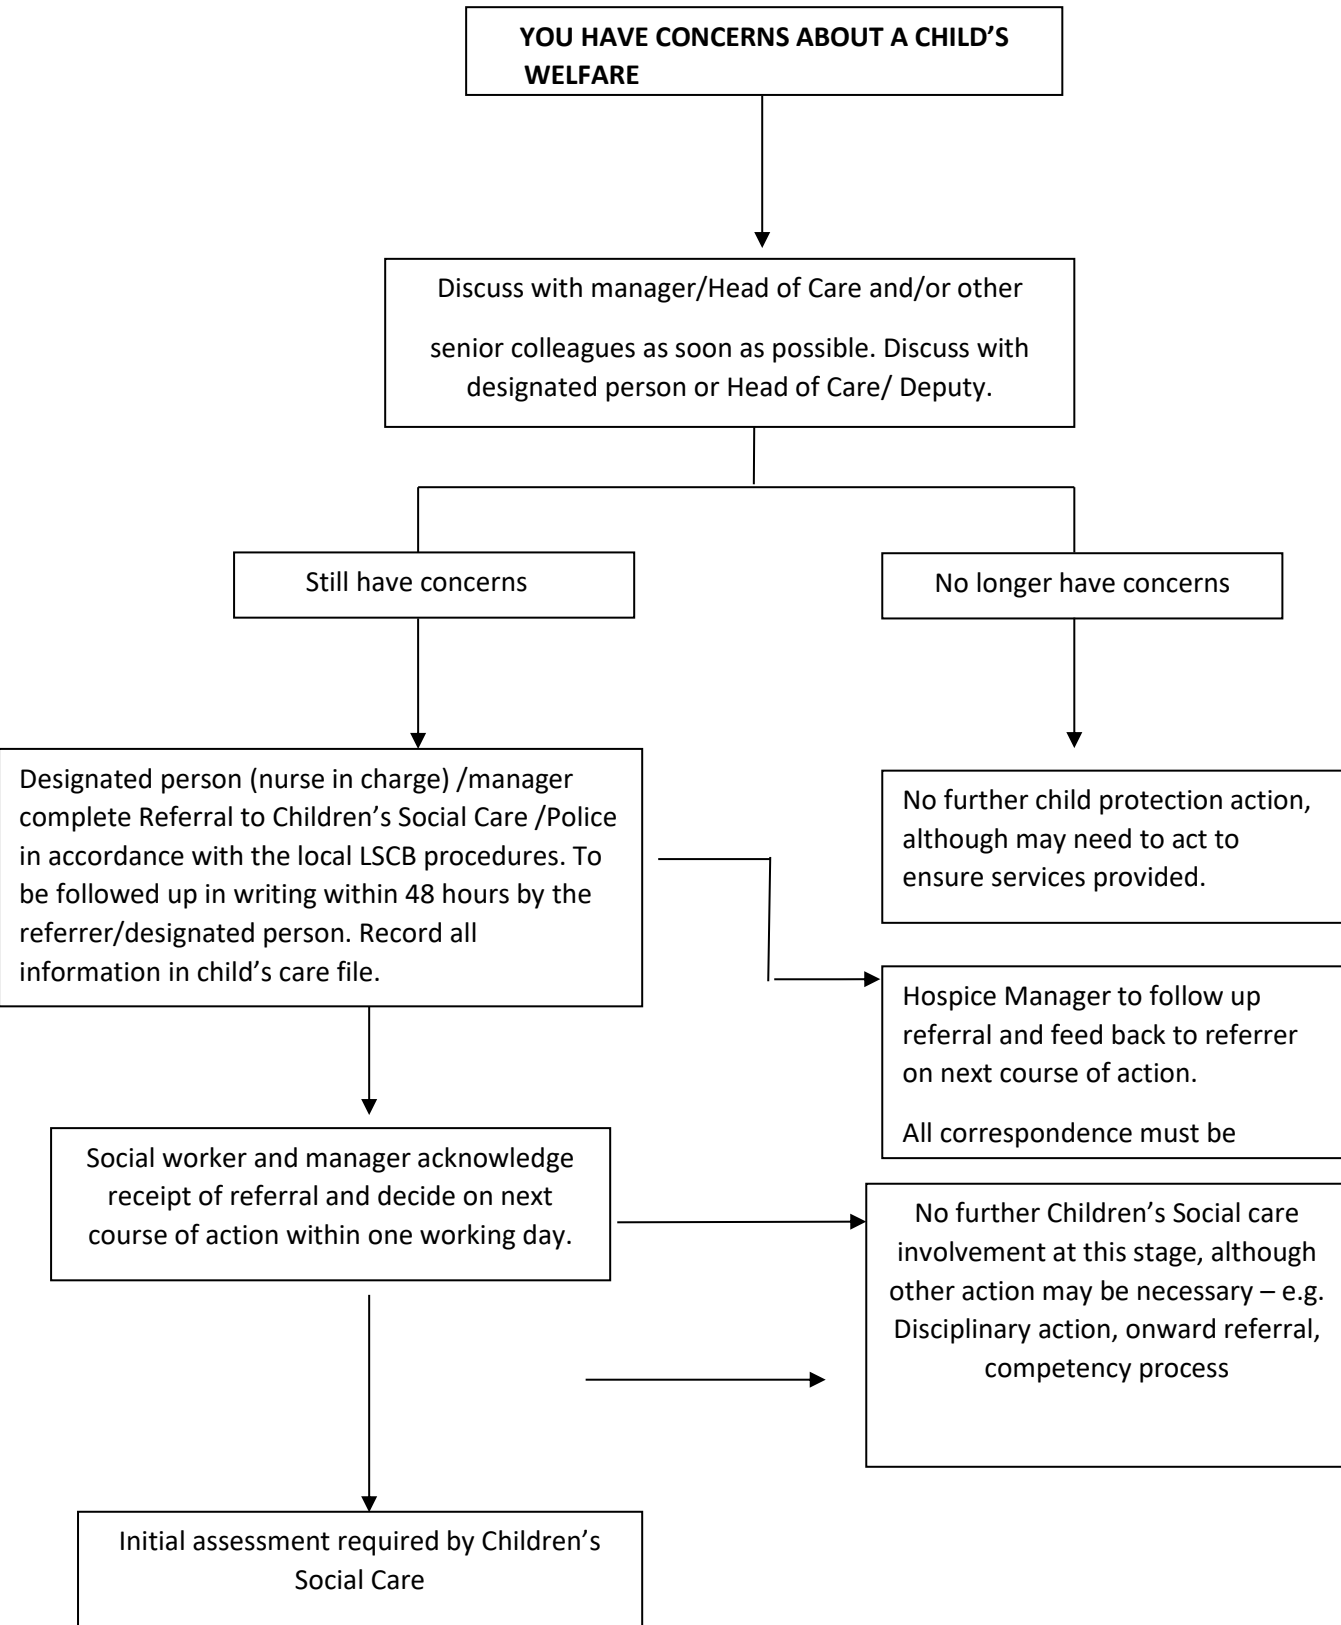 YOU HAVE CONCERNS ABOUT A CHILD’S
WELFARE
Discuss with manager/Head of Care and/or other
senior colleagues as soon as possible. Discuss with
designated person or Head of Care/ Deputy.
Still have concerns
No longer have concerns
Designated person (nurse in charge) /manager
complete Referral to Children’s Social Care /Police
in accordance with the local LSCB procedures. To
be followed up in writing within 48 hours by the
referrer/designated person. Record all
information in child’s care file.
No further child protection action,
although may need to act to
ensure services provided.
Hospice Manager to follow up
referral and feed back to referrer
on next course of action.
All correspondence must be
Social worker and manager acknowledge
receipt of referral and decide on next
course of action within one working day.
No further Children’s Social care
involvement at this stage, although
other action may be necessary – e.g.
Disciplinary action, onward referral,
competency process
Initial assessment required by Children’s
Social Care